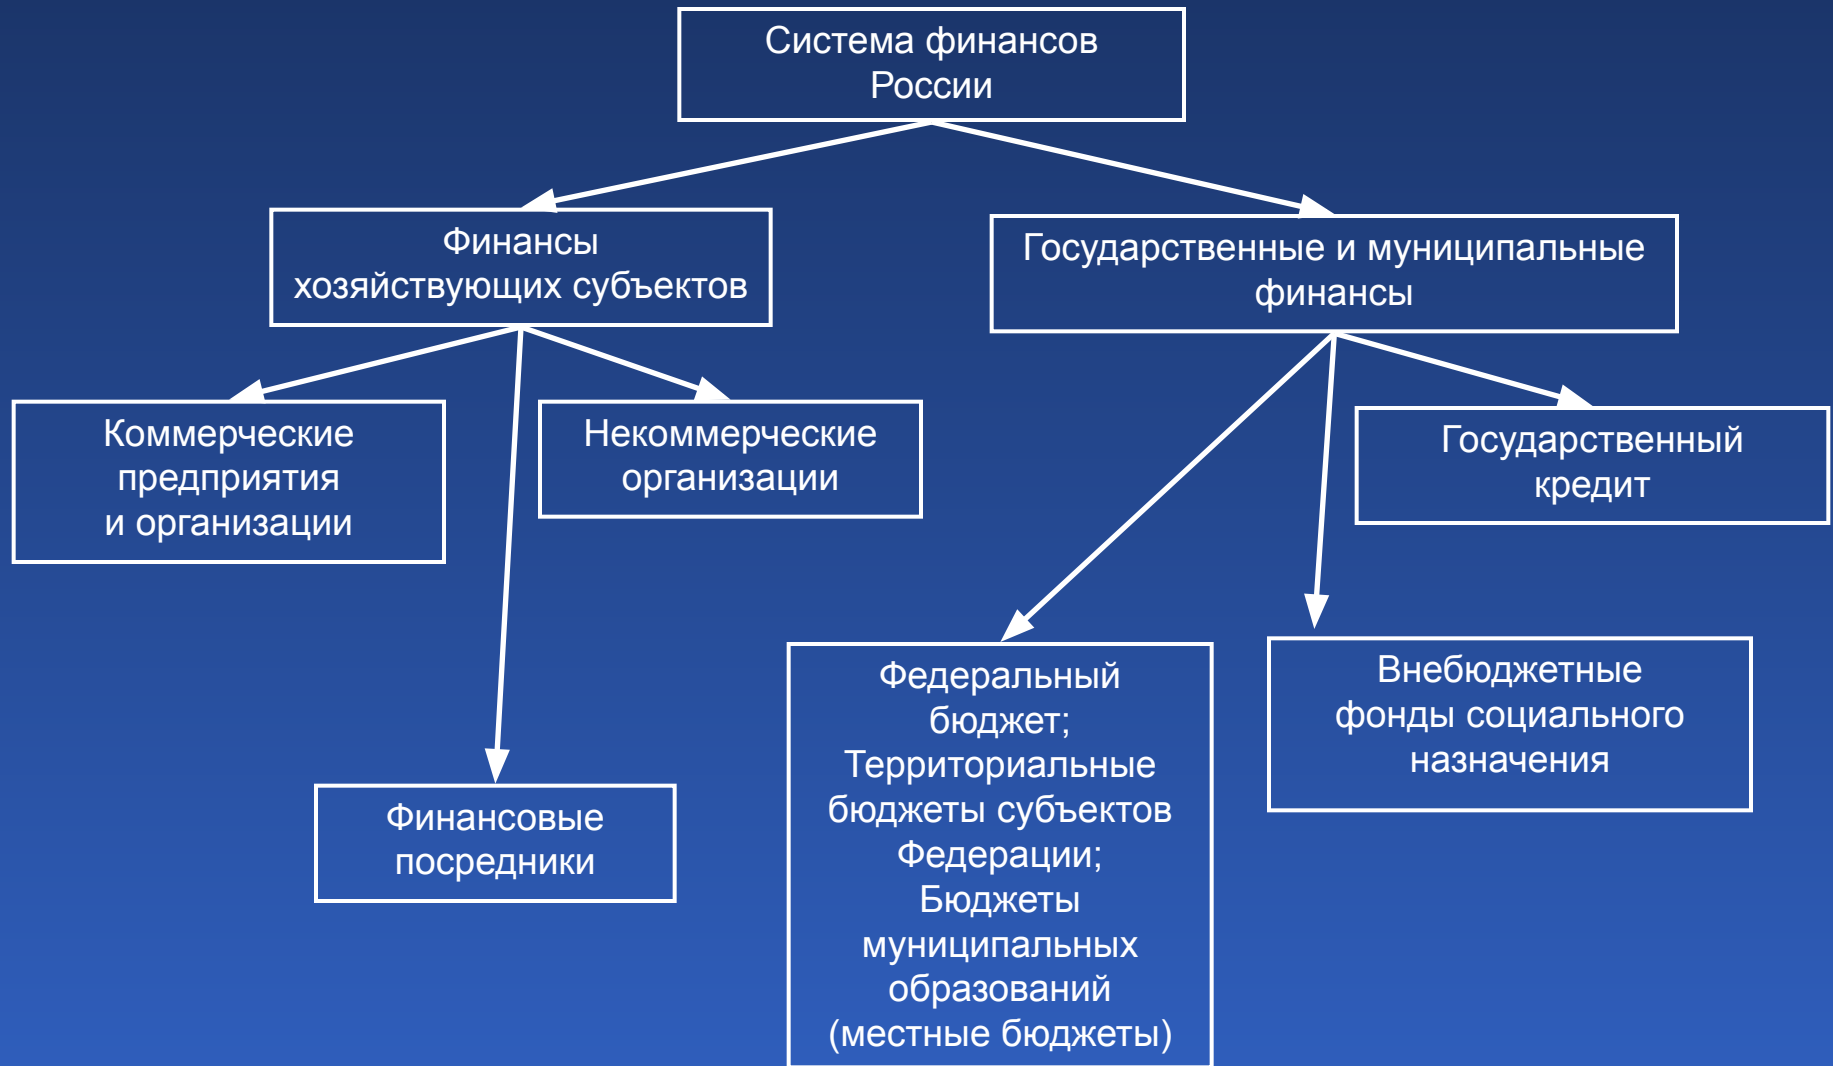 Система финансов
России
Финансы
хозяйствующих субъектов
Государственные и муниципальные
финансы
Коммерческие
предприятия
и организации
Некоммерческие
организации
Государственный
кредит
Финансовые
посредники
Федеральный
бюджет;
Территориальные
бюджеты субъектов
Федерации;
Бюджеты
муниципальных
образований
(местные бюджеты)
Внебюджетные
фонды социального
назначения